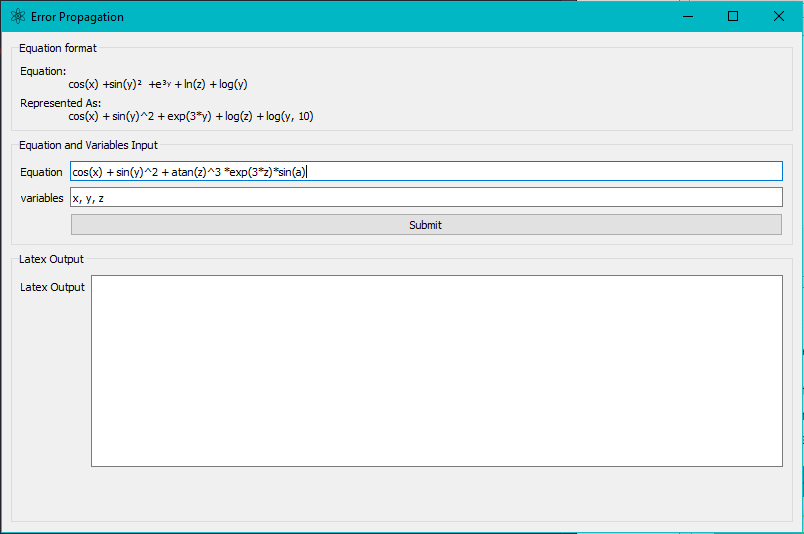 Error Propagation
Equation format
Equation:
cos(x) +sin(y)² +e³ʸ + ln(z) + log(y)
Represented As:
cos(x) + sin(y)^2 + exp(3*y) + log(z) + log(y, 10)
Equation and Variables Input
Equation cos(x) + sin(y)^2 + atan(z)^3 *exp(3*z)*sin(a)
variables x, y, z
Submit
Latex Output
Latex Output